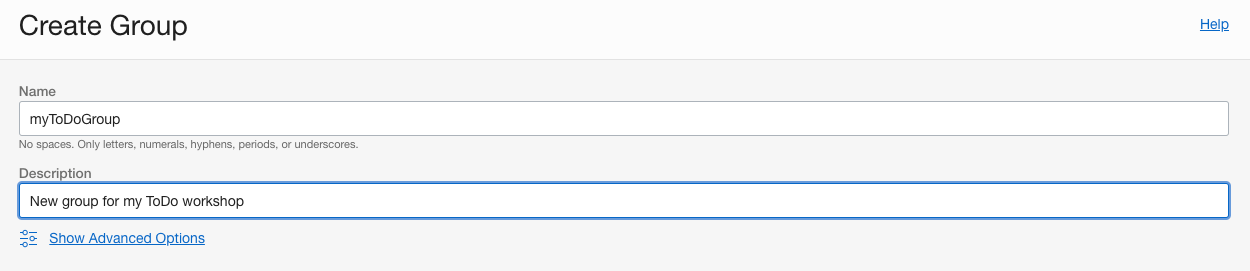 Create Group
Help
Name
myToDoGroup
No spaces. Only letters, numerals, hyphens, periods, or underscores.
Description
New group for my ToDo workshop
Show Advanced Options